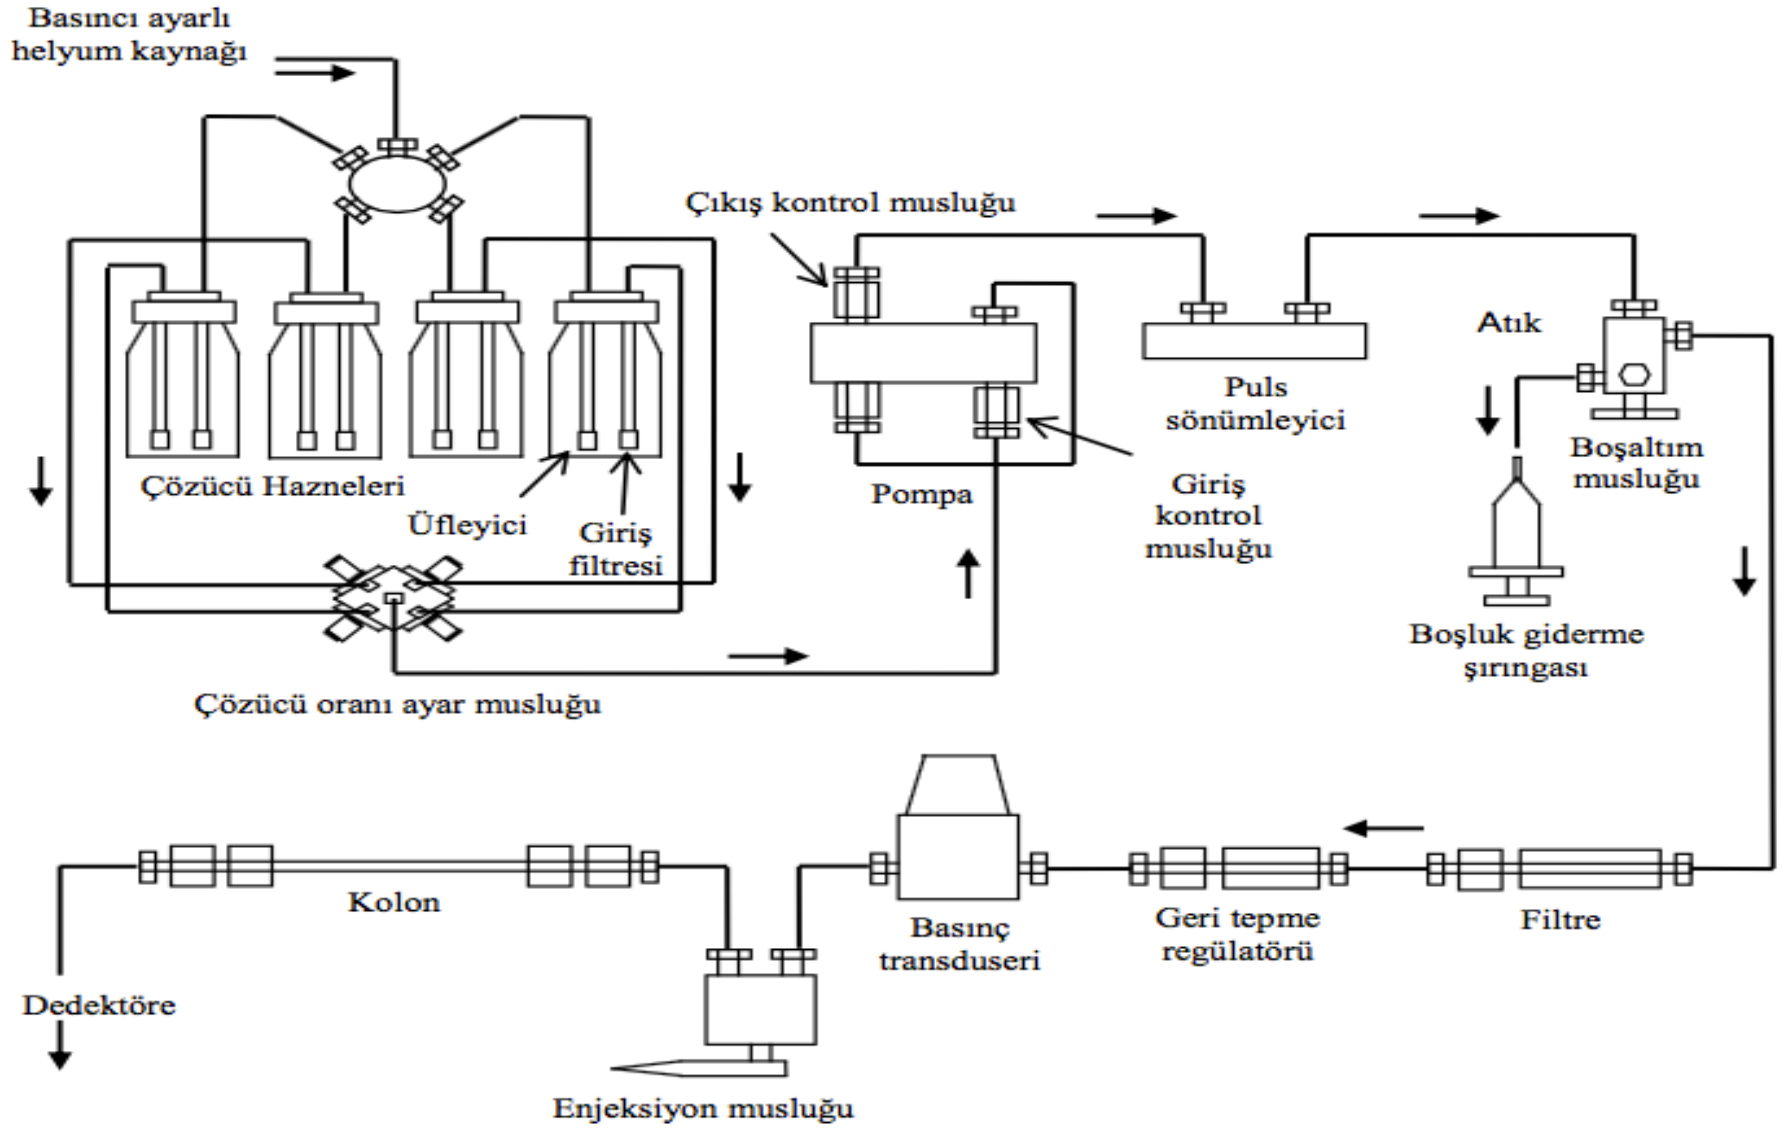 Basıncı ayarlı
helyum kaynağı
Çıkış kontrol musluğu
Atık
Puls
sönümleyici
Boşaltım
musluğu
Çözücü Hazneleri
Pompa
Giriş
kontrol
musluğu
Üfleyici
Giriş
filtresi
Boşluk giderme
şırıngası
Çözücü oranı ayar musluğu
Kolon
Basınç
transduseri
Geri tepme
regülatörü
Filtre
Dedektöre
Enjeksiyon musluğu